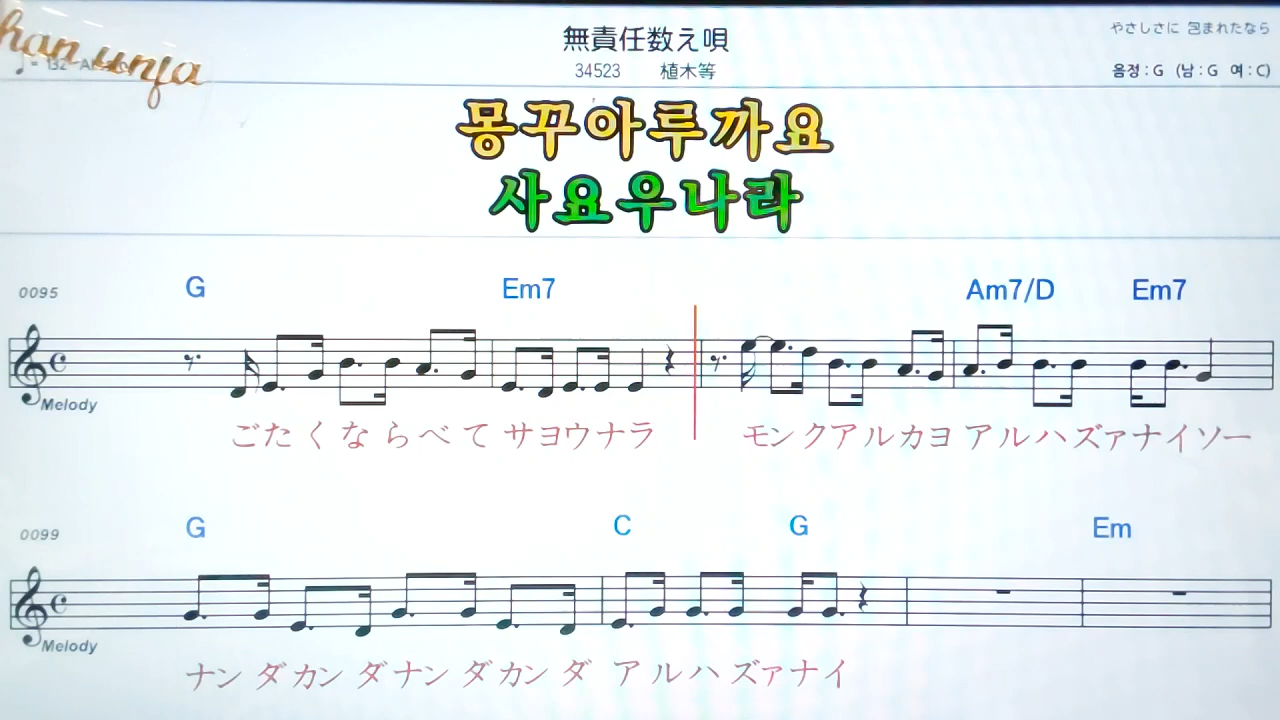 han unja
無責任数え唄
やさしさに 包まれたなら
34523 植木等
음정 : G (남 : G 여 : C)
몽꾸아루까요
사요우나라
0095 G Em7 Am7/D Em7
Melody
ごたくならべて サヨウナラ モンクアルカヨ アルハズァナイソー
0099 G C G Em
Melody
ナンダカンダナンダカンダ アルハズァナイ